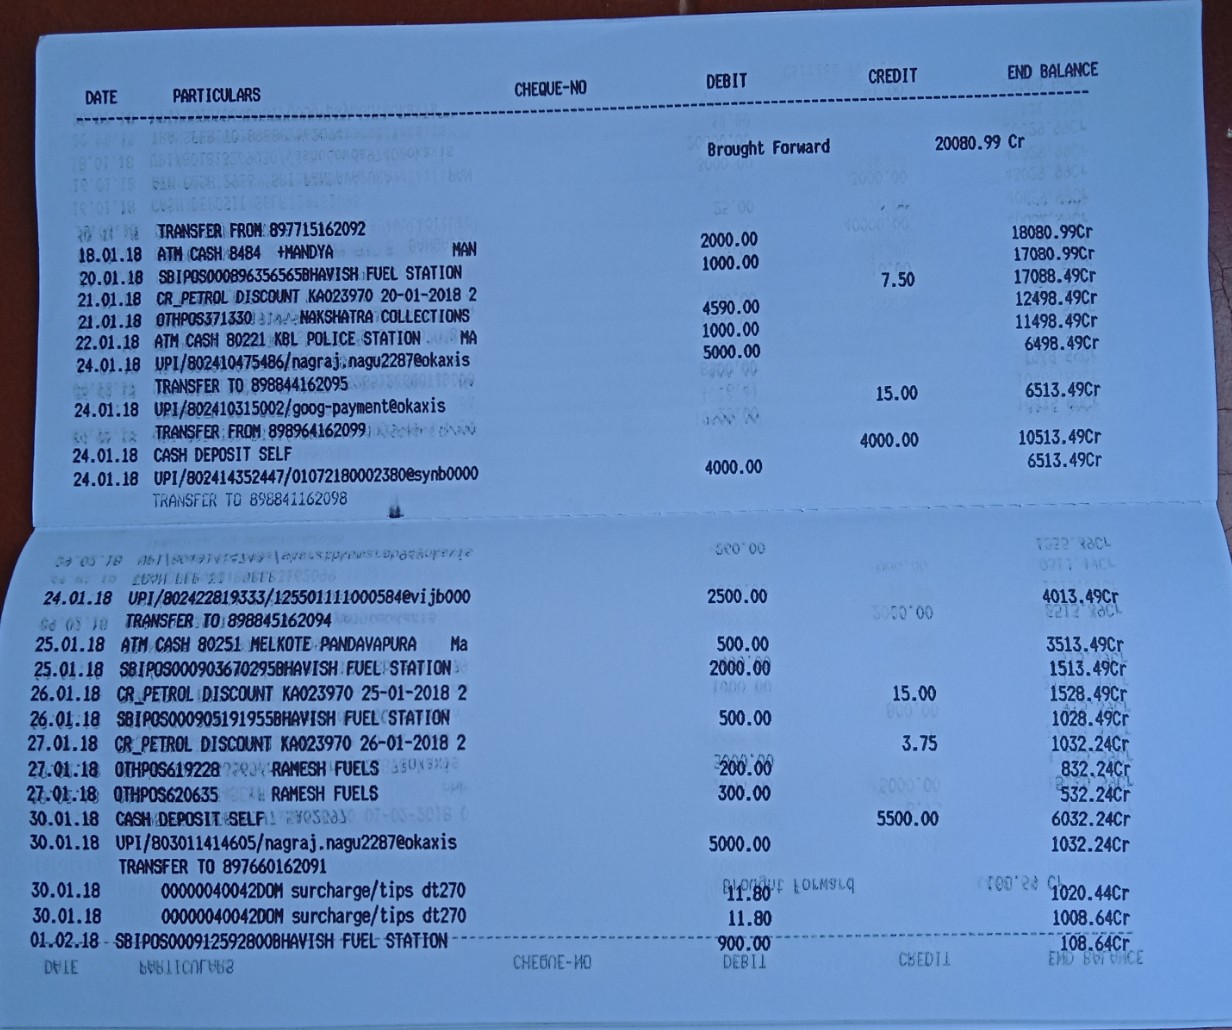 DATE PARTICULARS CHEQUE-NO DEBIT CREDIT END BALANCE
Brought Forward 20080.99 Cr
TRANSFER FROM 897715162092
18.01.18 ATM CASH 8484 +MANDYA MAN 2000.00 18080.99Cr
20.01.18 SBIPOS000896356565BHAVISH FUEL STATION 1000.00 17080.99Cr
21.01.18 CR_PETROL DISCOUNT KA023970 20-01-2018 2 7.50 17088.49Cr
21.01.18 OTHPOS371330 NAKSHATRA COLLECTIONS 4590.00 12498.49Cr
22.01.18 ATM CASH 80221 KBL POLICE STATION MA 1000.00 11498.49Cr
24.01.18 UPI/802410475486/nagraj.nagu2287@okaxis 5000.00 6498.49Cr
TRANSFER TO 898844162095
24.01.18 UPI/802410315002/goog-payment@okaxis 15.00 6513.49Cr
TRANSFER FROM 898964162099
24.01.18 CASH DEPOSIT SELF 4000.00 10513.49Cr
24.01.18 UPI/802414352447/01072180002380@synb0000 4000.00 6513.49Cr
TRANSFER TO 898841162098
24.01.18 UPI/802422819333/125501111000584@vijb000 2500.00 4013.49Cr
TRANSFER TO 898845162094
25.01.18 ATM CASH 80251 MELKOTE PANDAVAPURA Ma 500.00 3513.49Cr
25.01.18 SBIPOS000903670295BHAVISH FUEL STATION 2000.00 1513.49Cr
26.01.18 CR_PETROL DISCOUNT KA023970 25-01-2018 2 15.00 1528.49Cr
26.01.18 SBIPOS000905191955BHAVISH FUEL STATION 500.00 1028.49Cr
27.01.18 CR_PETROL DISCOUNT KA023970 26-01-2018 2 3.75 1032.24Cr
27.01.18 OTHPOS619228 RAMESH FUELS 200.00 832.24Cr
27.01.18 OTHPOS620635 RAMESH FUELS 300.00 532.24Cr
30.01.18 CASH DEPOSIT SELF 5500.00 6032.24Cr
30.01.18 UPI/803011414605/nagraj.nagu2287@okaxis 5000.00 1032.24Cr
TRANSFER TO 897660162091
30.01.18 00000040042DOM surcharge/tips dt270 11.80 1020.44Cr
30.01.18 00000040042DOM surcharge/tips dt270 11.80 1008.64Cr
01.02.18 SBIPOS000912592800BHAVISH FUEL STATION 900.00 108.64Cr